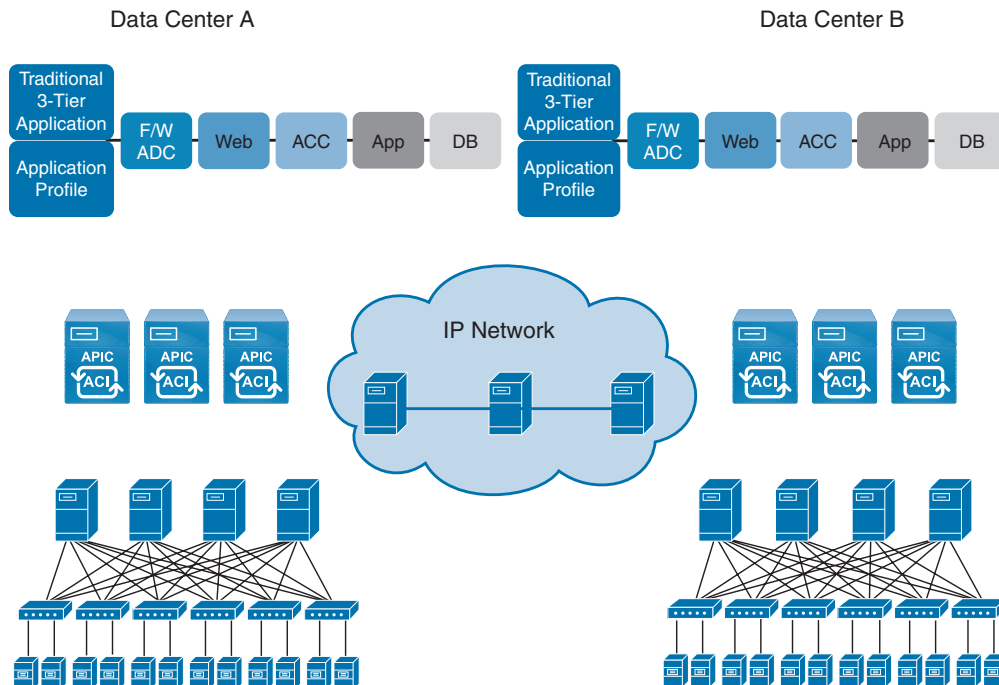 Data Center A
Data Center B
Traditional
3-Tier
Application
Application
Profile
F/W
ADC
Web
ACC
App
DB
Traditional
3-Tier
Application
Application
Profile
F/W
ADC
Web
ACC
App
DB
IP Network
APIC
ACI
APIC
ACI
APIC
ACI
APIC
ACI
APIC
ACI
APIC
ACI